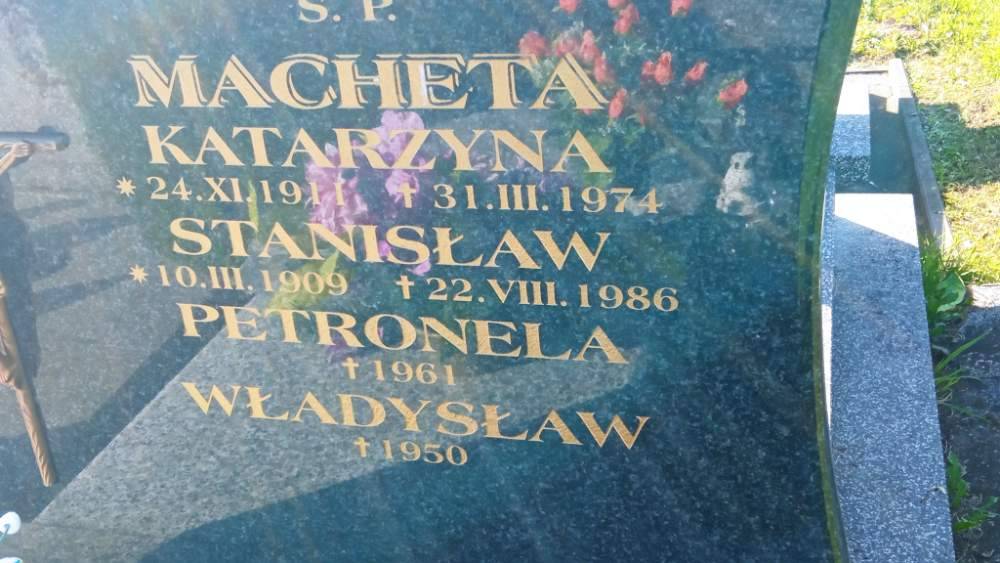 Ś. P.
MACHETA
KATARZYNA
* 24.XI.1911 † 31.III.1974
STANISŁAW
* 10.III.1909 † 22.VIII.1986
PETRONELA
† 1961
WŁADYSŁAW
† 1950